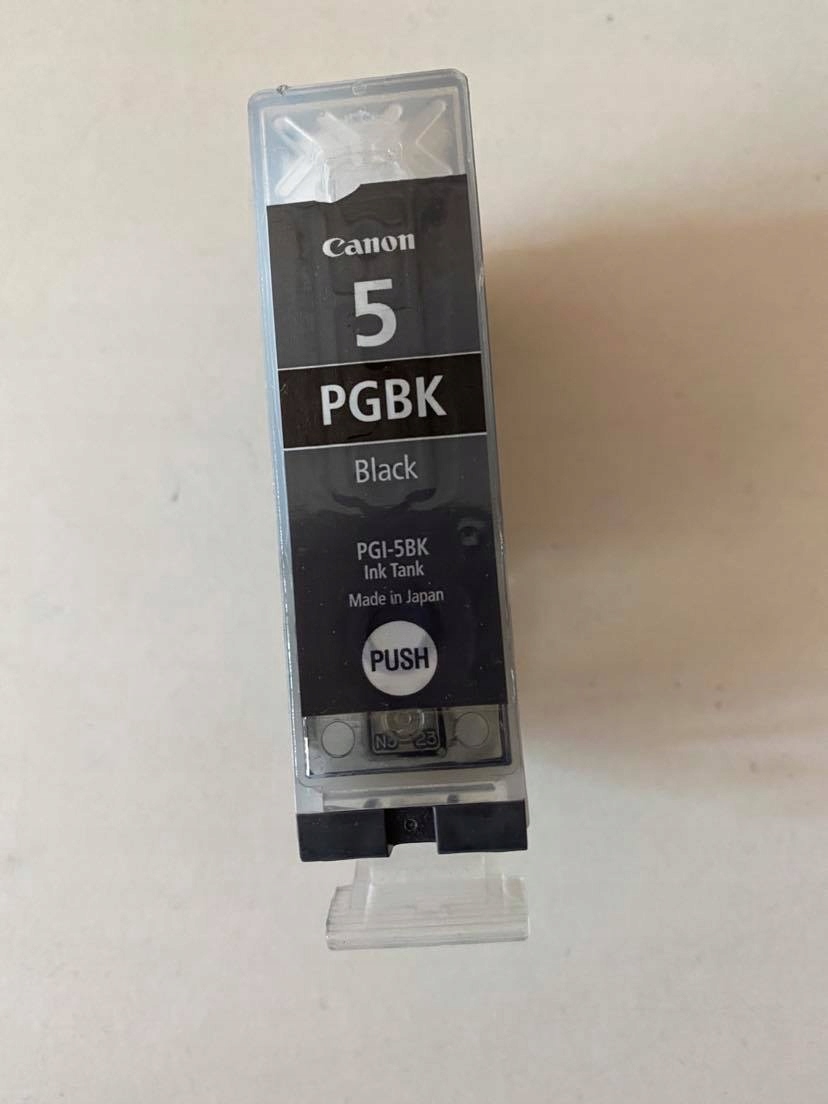 Canon
5
PGBK
Black
PGI-5BK
Ink Tank
Made in Japan
PUSH